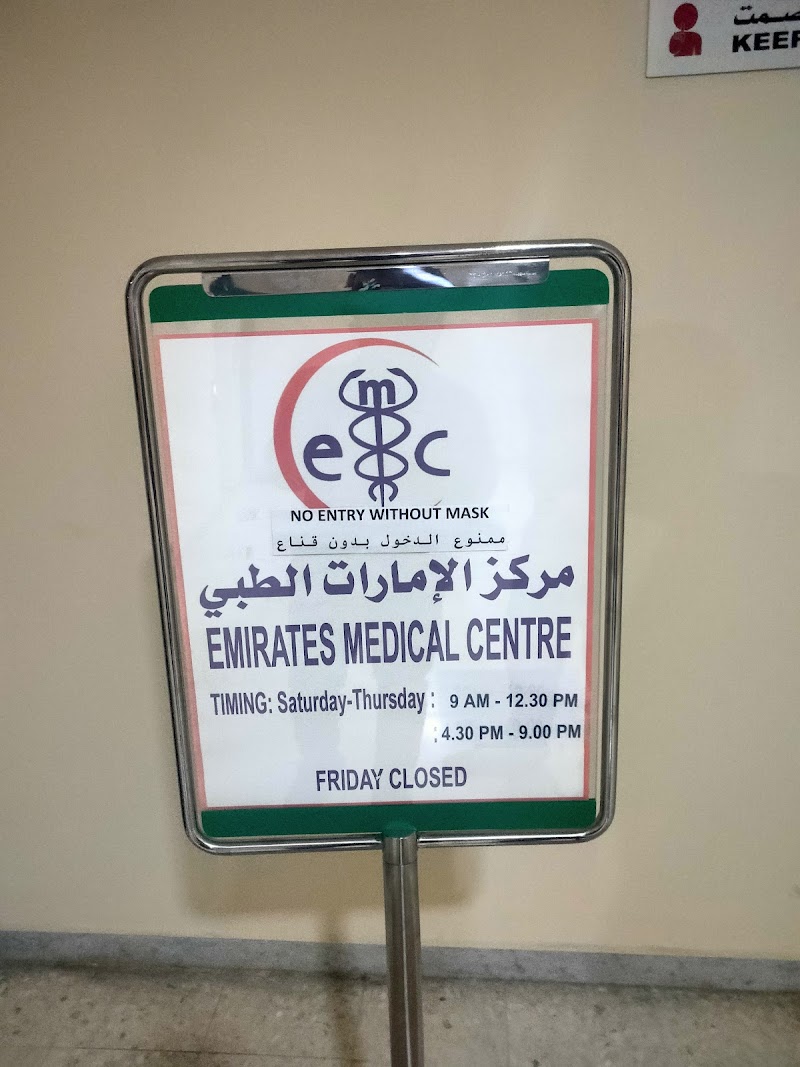 صمت
KEEP
m
e c
NO ENTRY WITHOUT MASK
ممنوع الدخول بدون قناع
مركز الإمارات الطبي
EMIRATES MEDICAL CENTRE
TIMING: Saturday-Thursday : 9 AM - 12.30 PM
: 4.30 PM - 9.00 PM
FRIDAY CLOSED